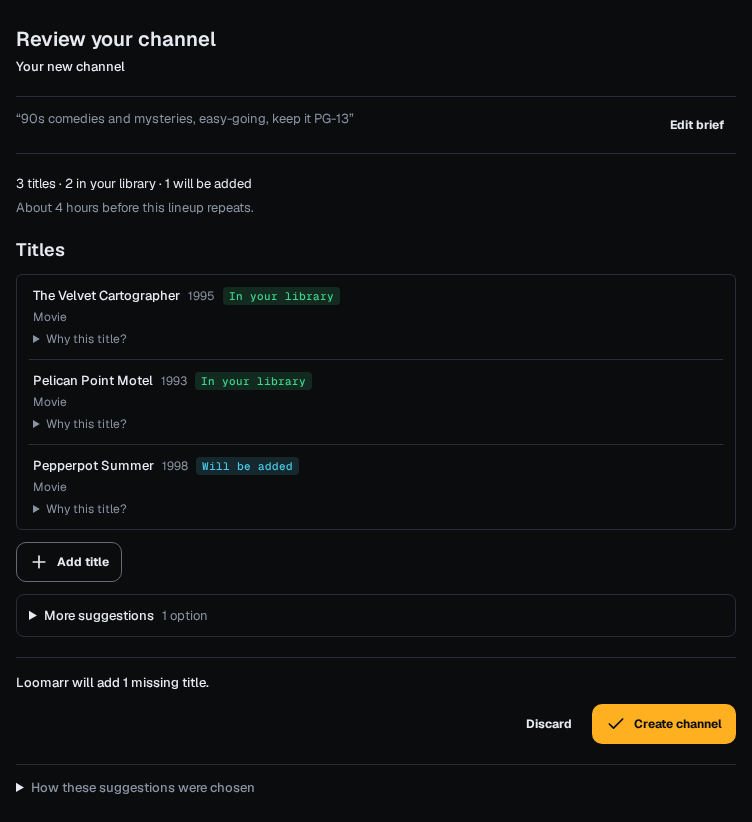 Review your channel
Your new channel
“90s comedies and mysteries, easy-going, keep it PG-13”
Edit brief
3 titles · 2 in your library · 1 will be added
About 4 hours before this lineup repeats.
Titles
The Velvet Cartographer 1995 In your library
Movie
Why this title?
Pelican Point Motel 1993 In your library
Movie
Why this title?
Pepperpot Summer 1998 Will be added
Movie
Why this title?
Add title
More suggestions 1 option
Loomarr will add 1 missing title.
Discard
Create channel
How these suggestions were chosen